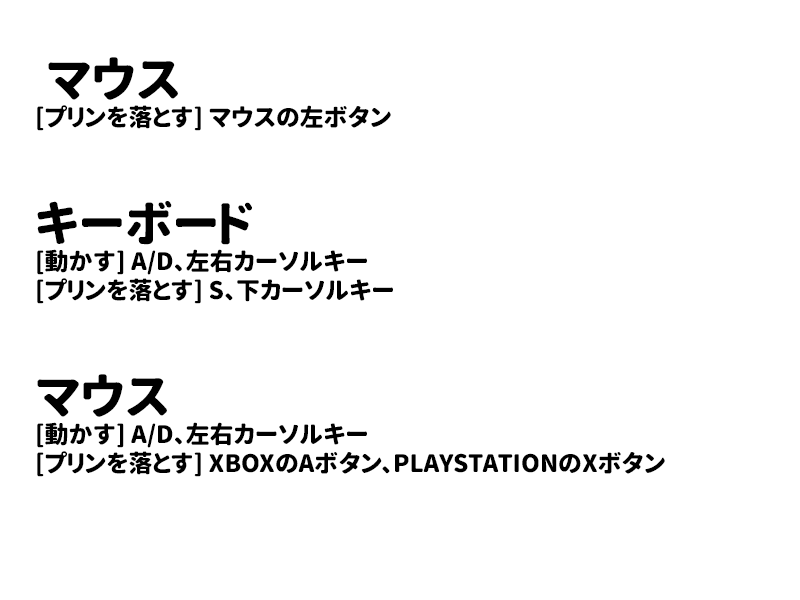 マウス
[プリンを落とす] マウスの左ボタン
キーボード
[動かす] A/D、左右カーソルキー
[プリンを落とす] S、下カーソルキー
マウス
[動かす] A/D、左右カーソルキー
[プリンを落とす] XBOXのAボタン、PLAYSTATIONのXボタン